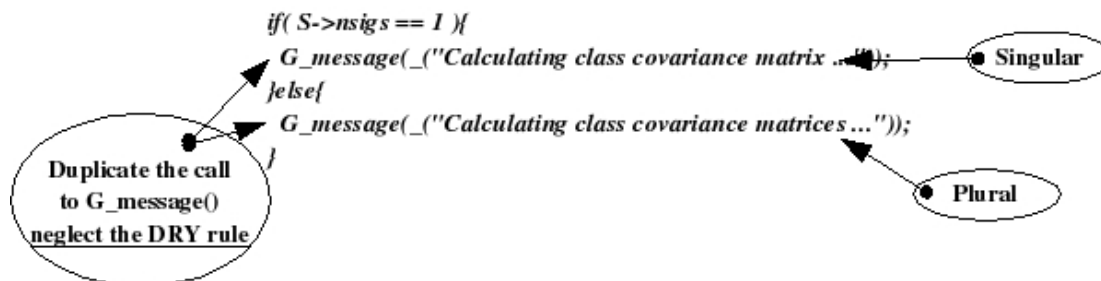 if( S->nsigs == 1 ){
G_message(_("Calculating class covariance matrix ..."));
}else{
G_message(_("Calculating class covariance matrices ..."));
}
Singular
Plural
Duplicate the call
to G_message()
neglect the DRY rule